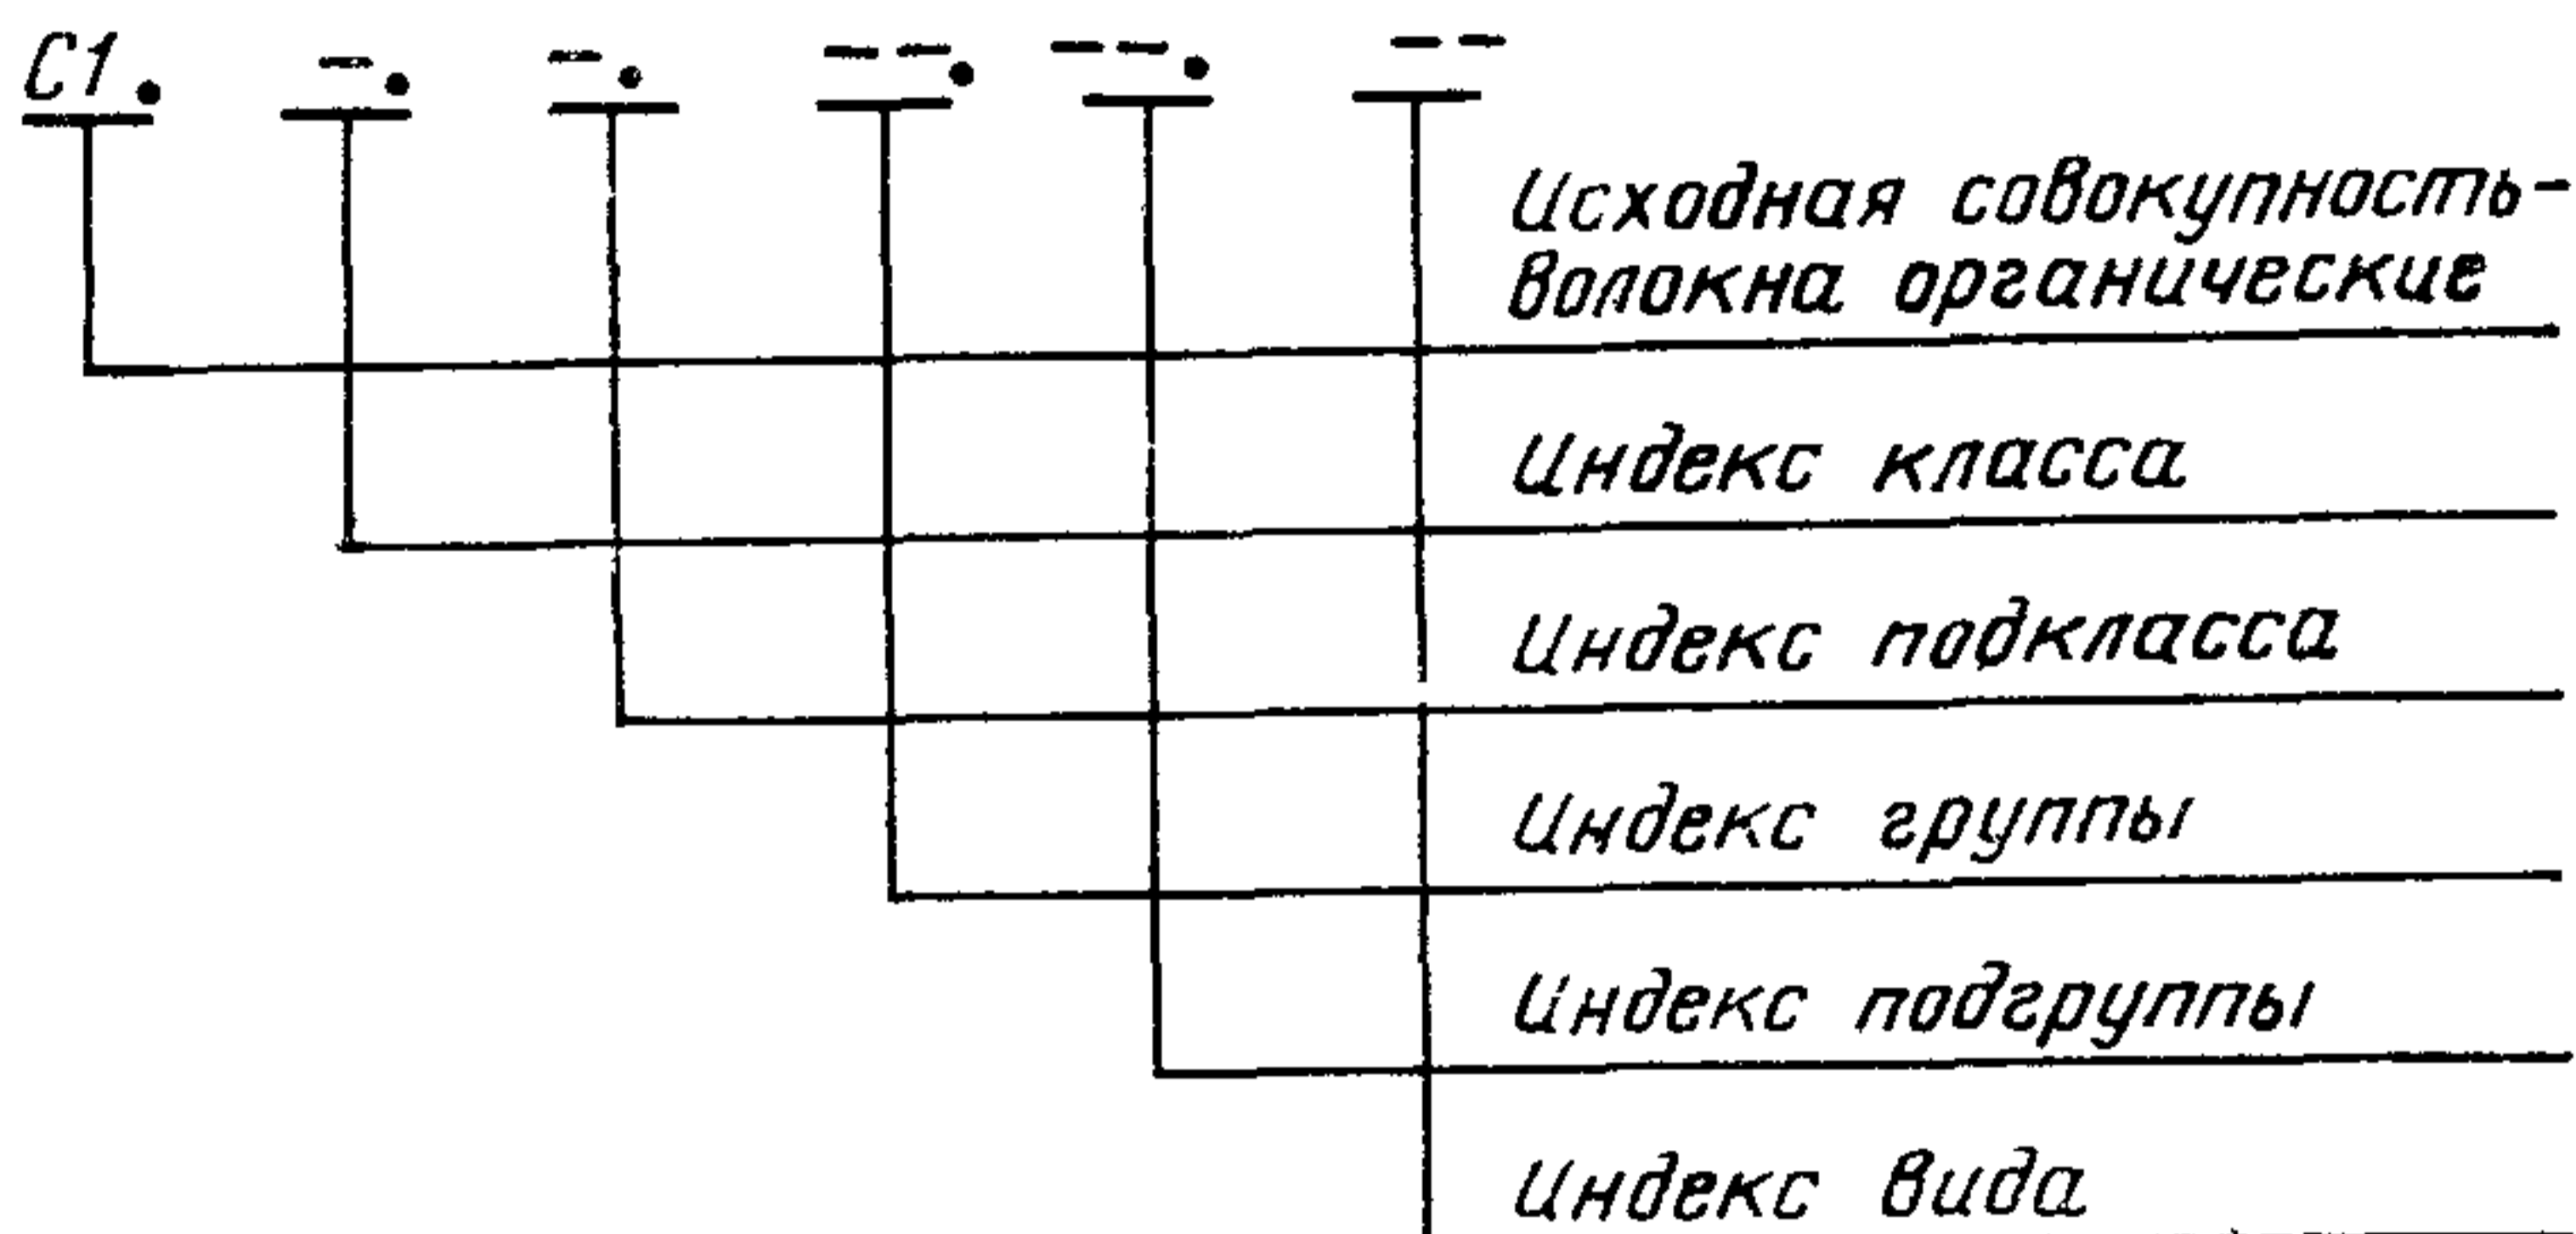 С1. -. -. --. --. --
Исходная совокупность-
волокна органические
Индекс класса
Индекс подкласса
Индекс группы
Индекс подгруппы
Индекс вида